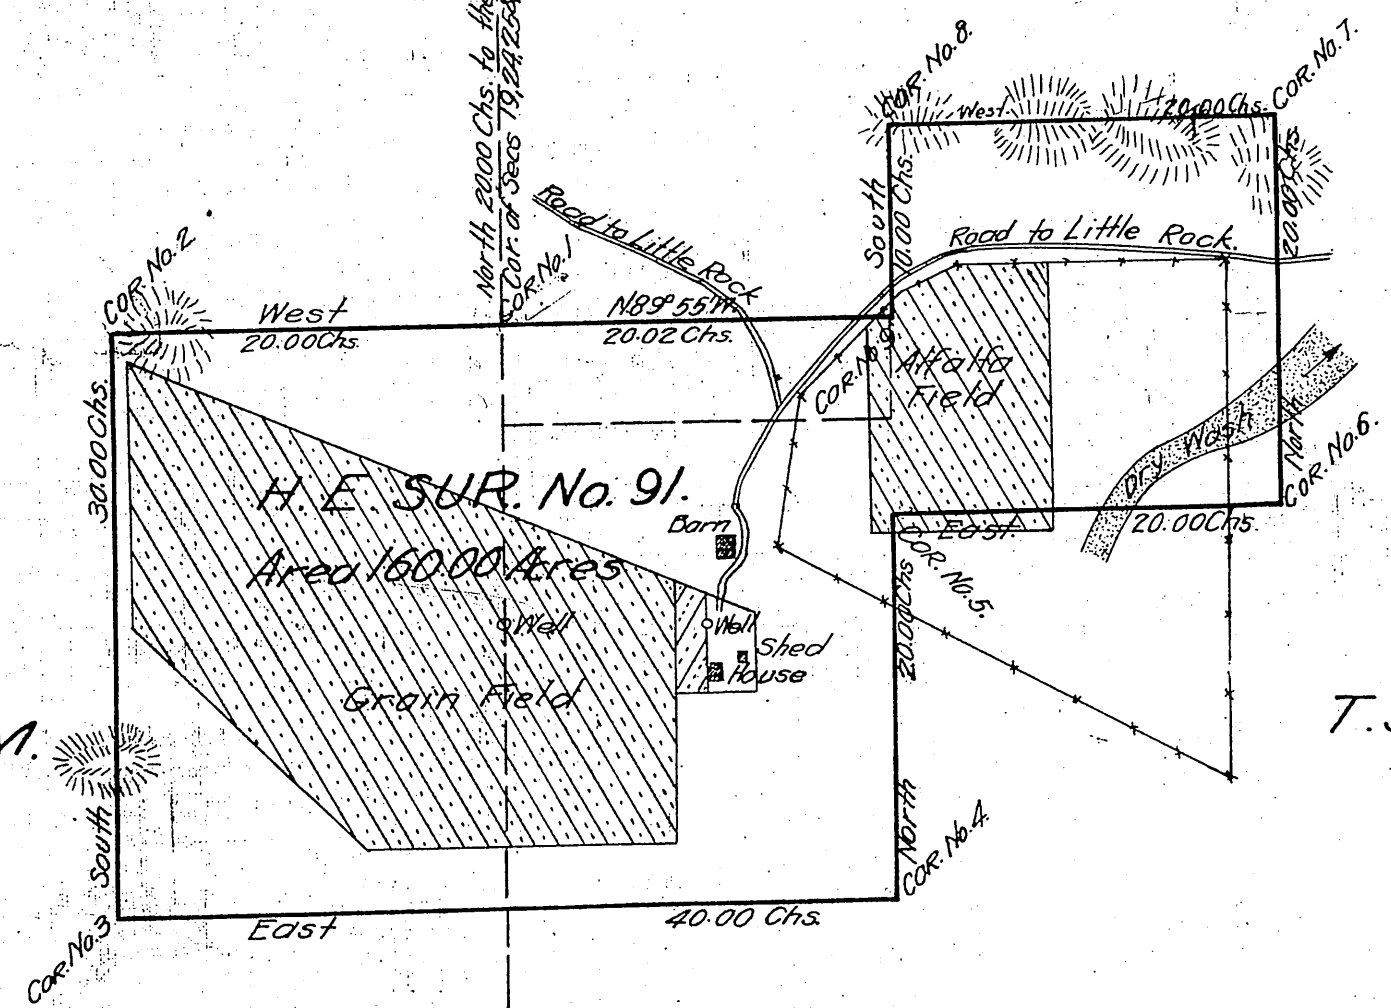 North 20.00 Chs. to the
Cor. of Secs 19, 24, 25 &
COR. No. 8.
COR. No. 7.
West.
20.00 Chs.
20.00 Chs.
COR. No. 2
COR. No. 1
Road to Little Rock
South
0.00 Chs.
Road to Little Rock.
West
20.00 Chs.
N89°55'W.
20.02 Chs.
COR. No. 9
Alfalfa
Field
30.00 Chs.
Dry Wash
North
COR. No. 6.
H. E. SUR. No. 91.
Barn
East.
20.00 Chs.
COR. No. 5.
Area 160.00 Acres
Well
Well
Shed
House
20.00 Chs
Grain Field
M.
T.
South
North
COR. No. 4.
East
40.00 Chs.
COR. No. 3